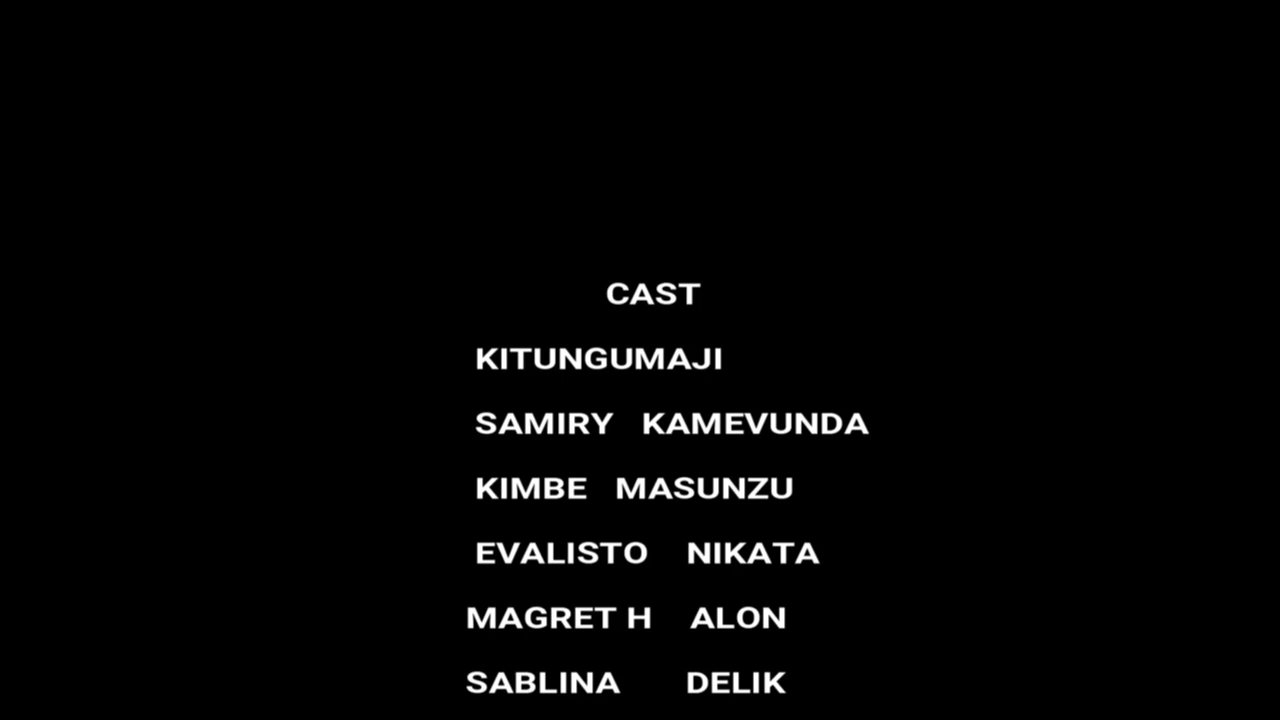 CAST
KITUNGUMAJI
SAMIRY KAMEVUNDA
KIMBE MASUNZU
EVALISTO NIKATA
MAGRET H ALON
SABLINA DELIK